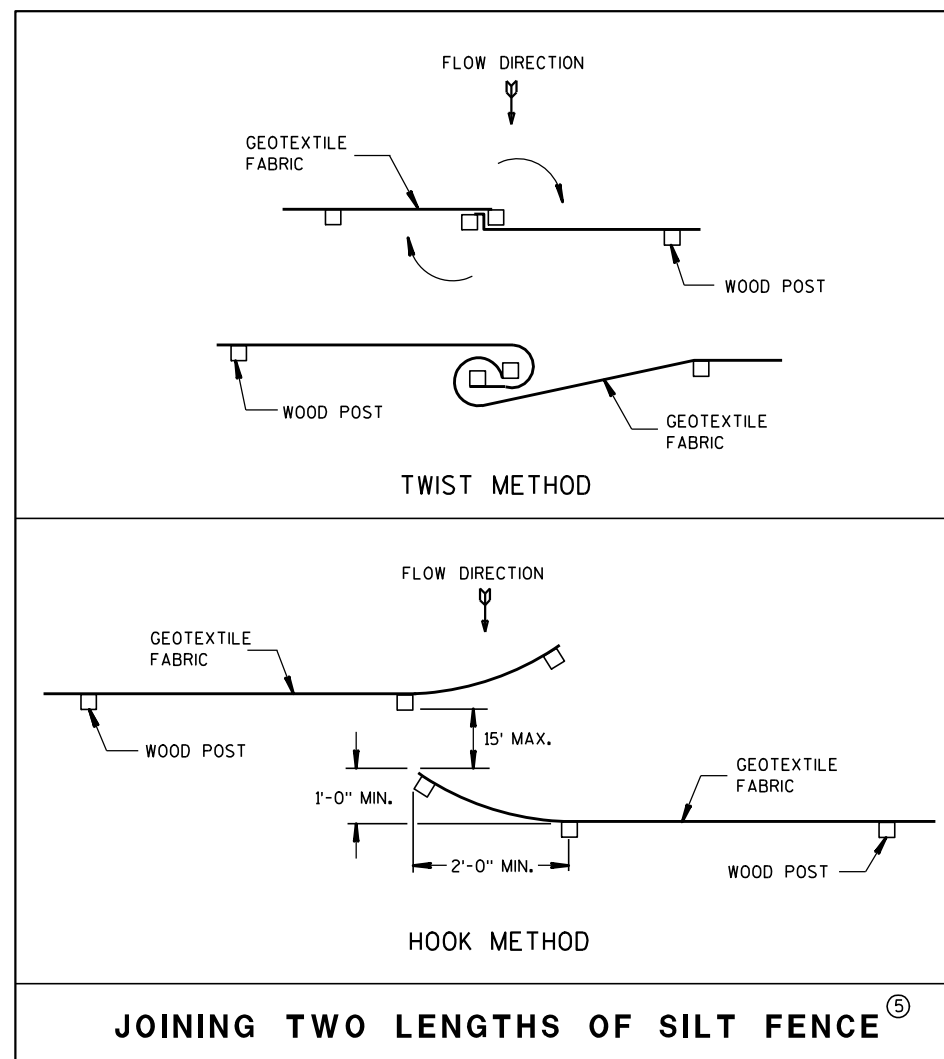 FLOW DIRECTION
GEOTEXTILE
FABRIC
WOOD POST
WOOD POST
GEOTEXTILE
FABRIC
TWIST METHOD
FLOW DIRECTION
GEOTEXTILE
FABRIC
WOOD POST
15' MAX.
GEOTEXTILE
FABRIC
1'-0" MIN.
2'-0" MIN.
WOOD POST
HOOK METHOD
JOINING TWO LENGTHS OF SILT FENCE ⑤